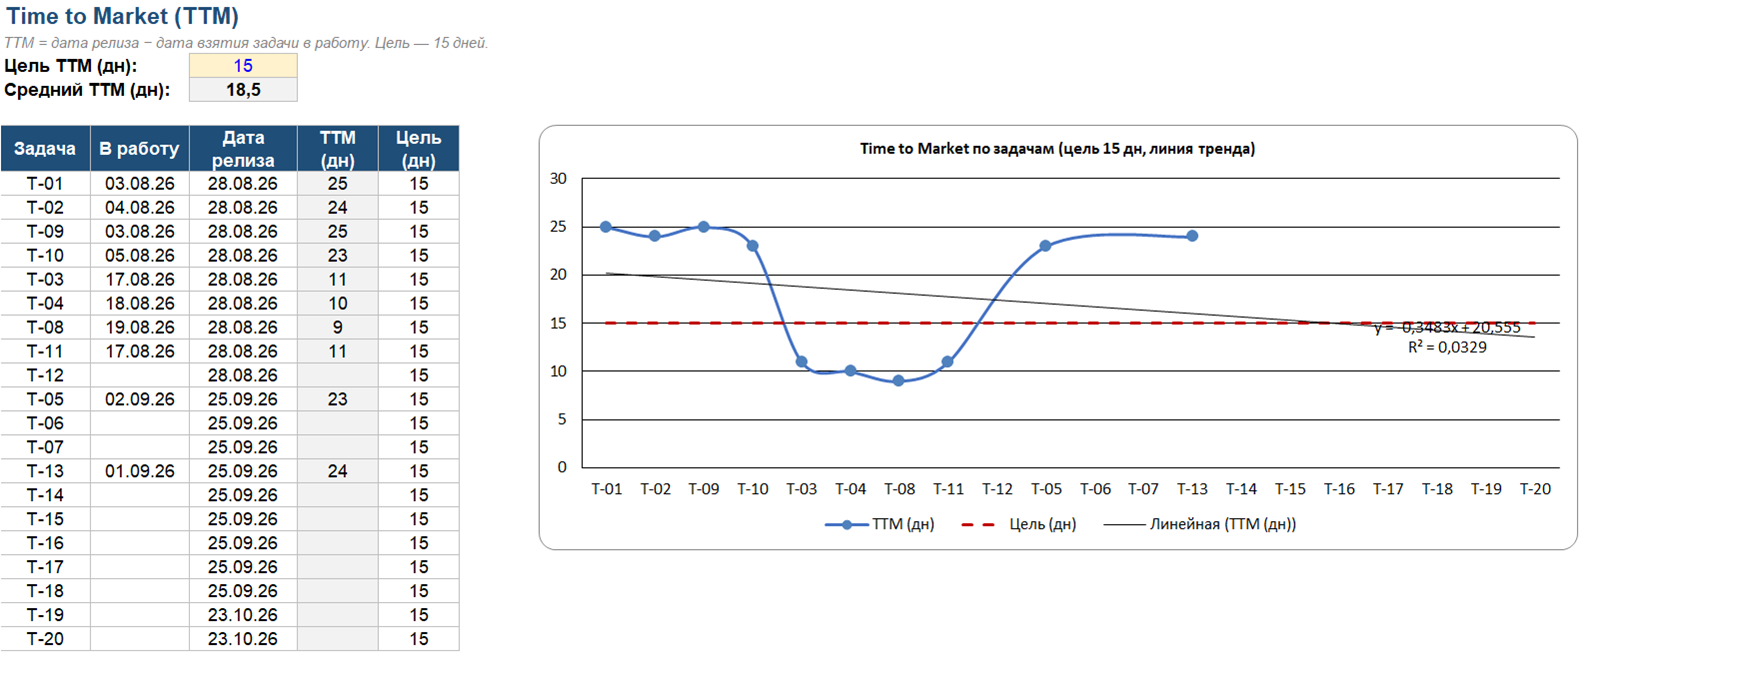 Time to Market (TTM)
TTM = дата релиза − дата взятия задачи в работу. Цель — 15 дней.
Цель TTM (дн): 15
Средний TTM (дн): 18,5
Задача В работу Дата релиза TTM (дн) Цель (дн)
T-01 03.08.26 28.08.26 25 15
T-02 04.08.26 28.08.26 24 15
T-09 03.08.26 28.08.26 25 15
T-10 05.08.26 28.08.26 23 15
T-03 17.08.26 28.08.26 11 15
T-04 18.08.26 28.08.26 10 15
T-08 19.08.26 28.08.26 9 15
T-11 17.08.26 28.08.26 11 15
T-12 28.08.26 15
T-05 02.09.26 25.09.26 23 15
T-06 25.09.26 15
T-07 25.09.26 15
T-13 01.09.26 25.09.26 24 15
T-14 25.09.26 15
T-15 25.09.26 15
T-16 25.09.26 15
T-17 25.09.26 15
T-18 25.09.26 15
T-19 23.10.26 15
T-20 23.10.26 15
Time to Market по задачам (цель 15 дн, линия тренда)
30
25
20
15
10
5
0
y = -0,3483x + 20,555
R² = 0,0329
T-01 T-02 T-09 T-10 T-03 T-04 T-08 T-11 T-12 T-05 T-06 T-07 T-13 T-14 T-15 T-16 T-17 T-18 T-19 T-20
TTM (дн) Цель (дн) Линейная (TTM (дн))